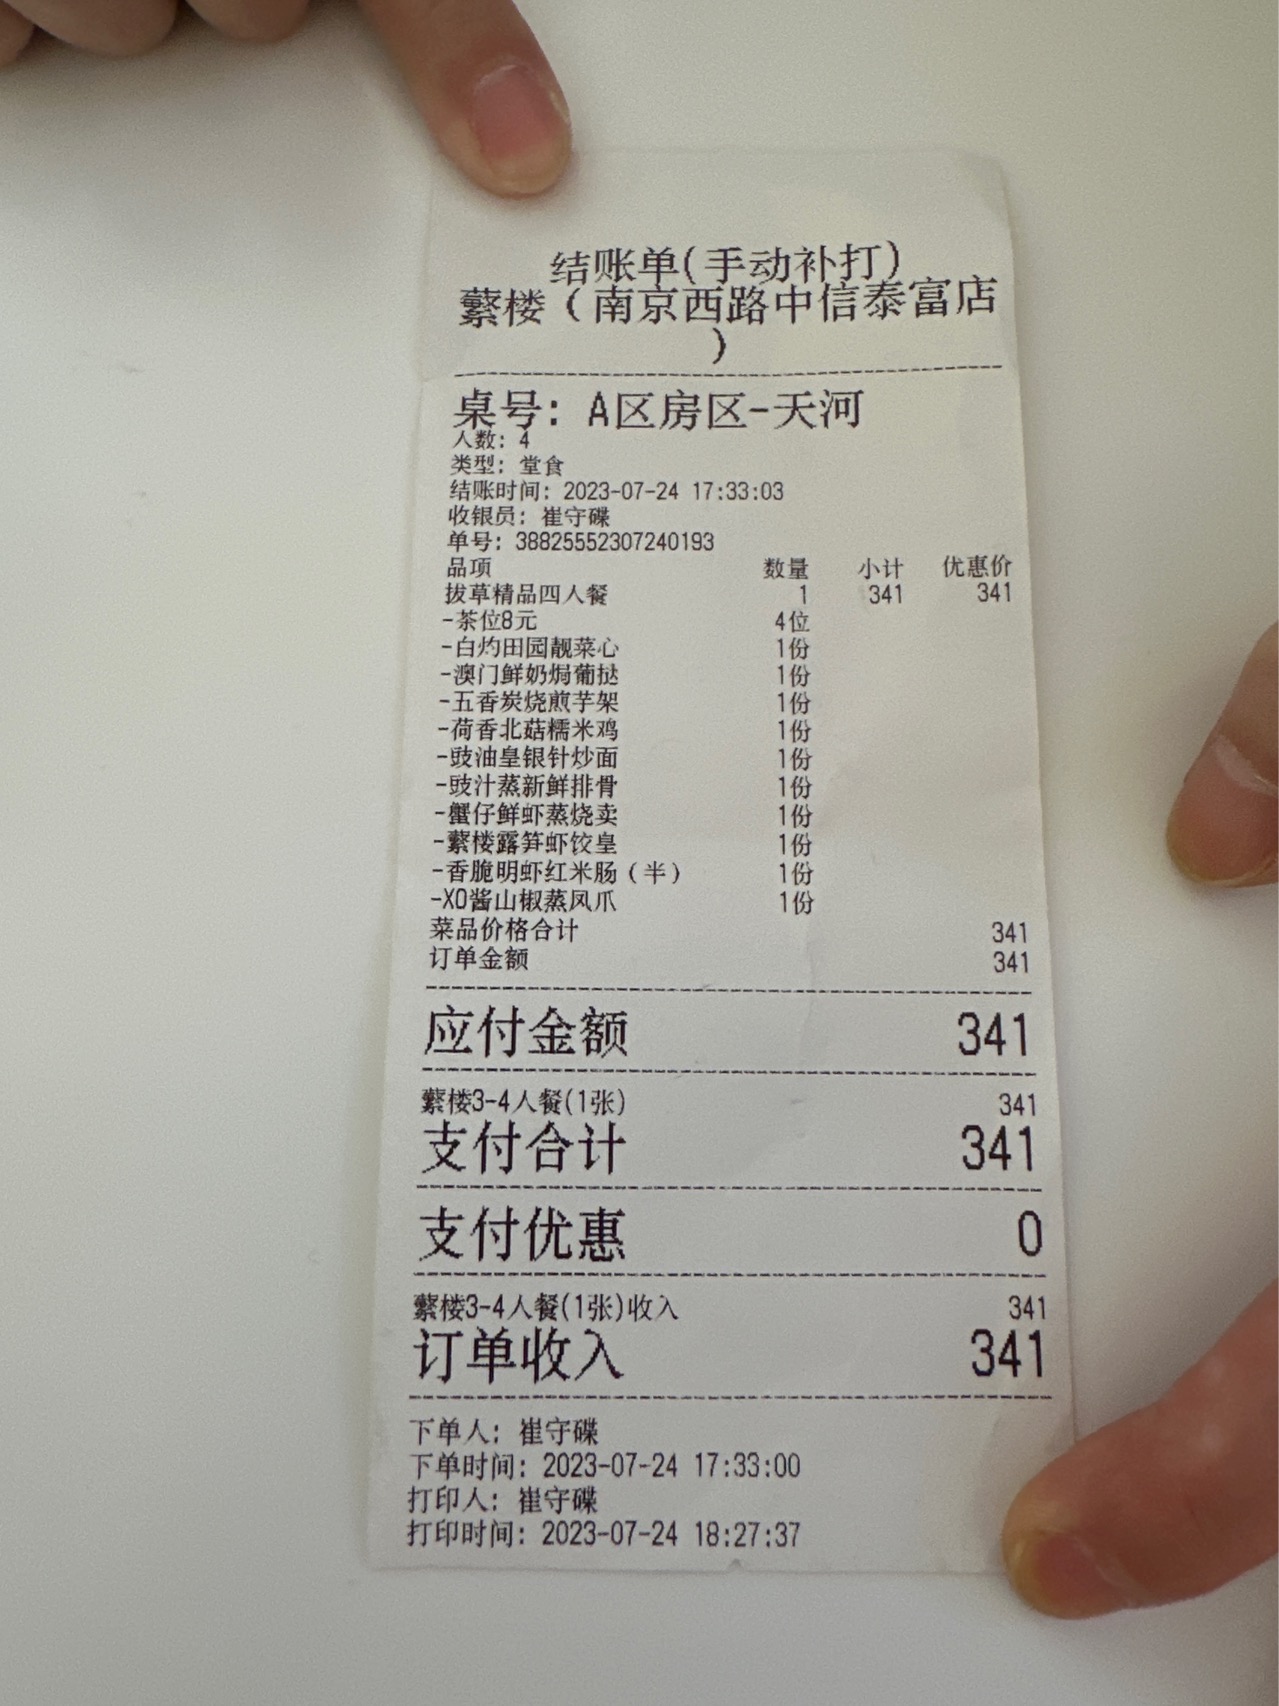 结账单(手动补打)
蘩楼（南京西路中信泰富店
）
桌号: A区房区-天河
人数: 4
类型: 堂食
结账时间: 2023-07-24 17:33:03
收银员: 崔守碟
单号: 38825552307240193
品项 数量 小计 优惠价
拔草精品四人餐 1 341 341
-茶位8元 4位
-白灼田园靓菜心 1份
-澳门鲜奶焗葡挞 1份
-五香炭烧煎芋架 1份
-荷香北菇糯米鸡 1份
-豉油皇银针炒面 1份
-豉汁蒸新鲜排骨 1份
-蟹仔鲜虾蒸烧卖 1份
-蘩楼露笋虾饺皇 1份
-香脆明虾红米肠（半） 1份
-XO酱山椒蒸凤爪 1份
菜品价格合计 341
订单金额 341
应付金额 341
蘩楼3-4人餐(1张) 341
支付合计 341
支付优惠 0
蘩楼3-4人餐(1张)收入 341
订单收入 341
下单人: 崔守碟
下单时间: 2023-07-24 17:33:00
打印人: 崔守碟
打印时间: 2023-07-24 18:27:37